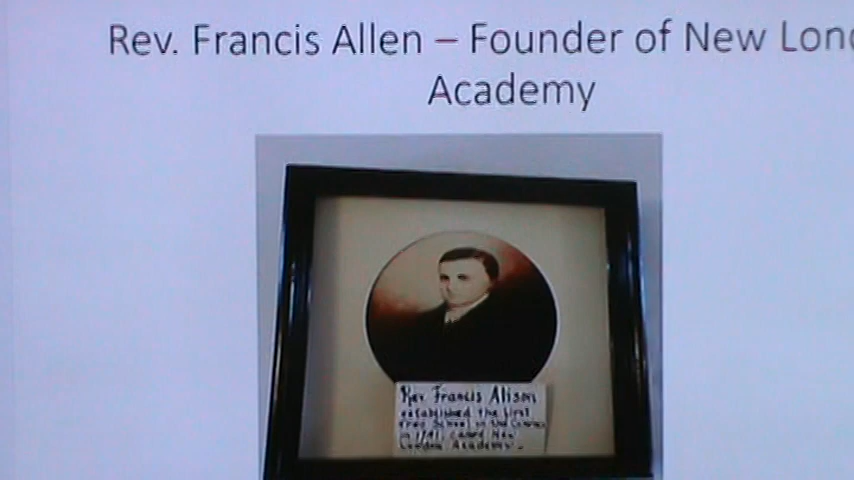 Rev. Francis Allen – Founder of New Lon
Academy
Rev. Francis Alison
established the first
Free School in the
in 1741, called New
London Academy.